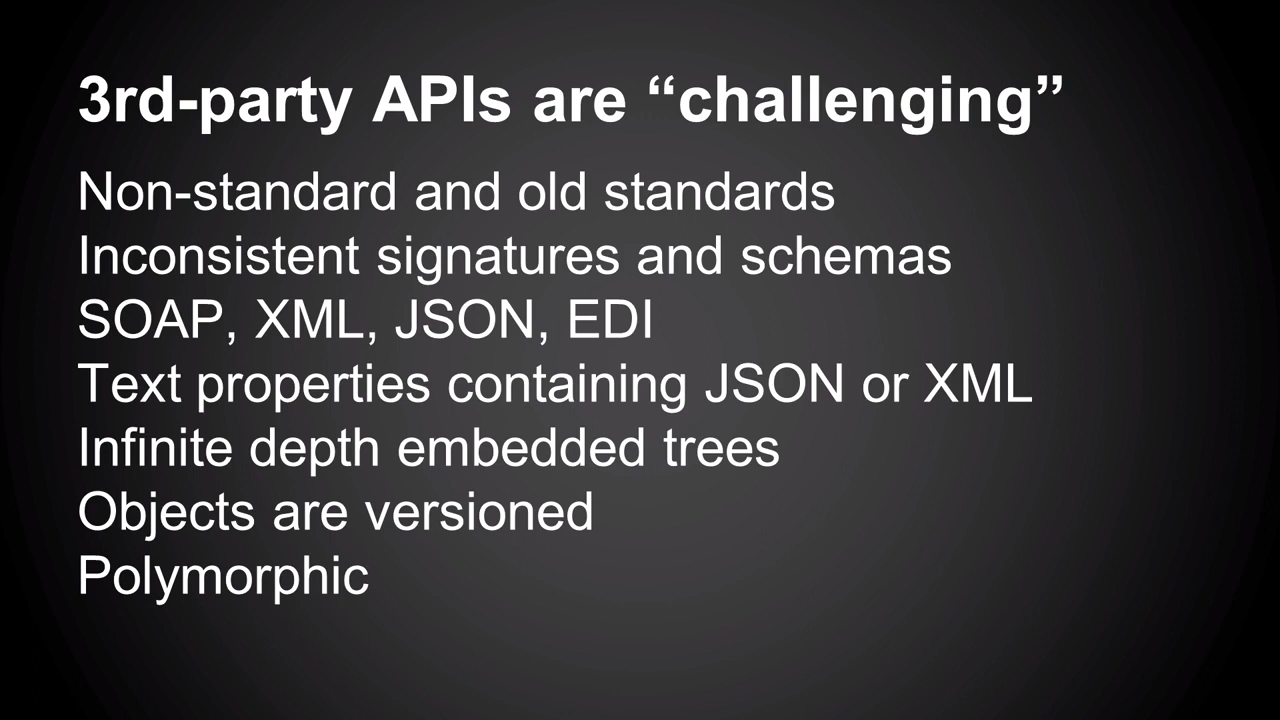 3rd-party APIs are “challenging”
Non-standard and old standards
Inconsistent signatures and schemas
SOAP, XML, JSON, EDI
Text properties containing JSON or XML
Infinite depth embedded trees
Objects are versioned
Polymorphic